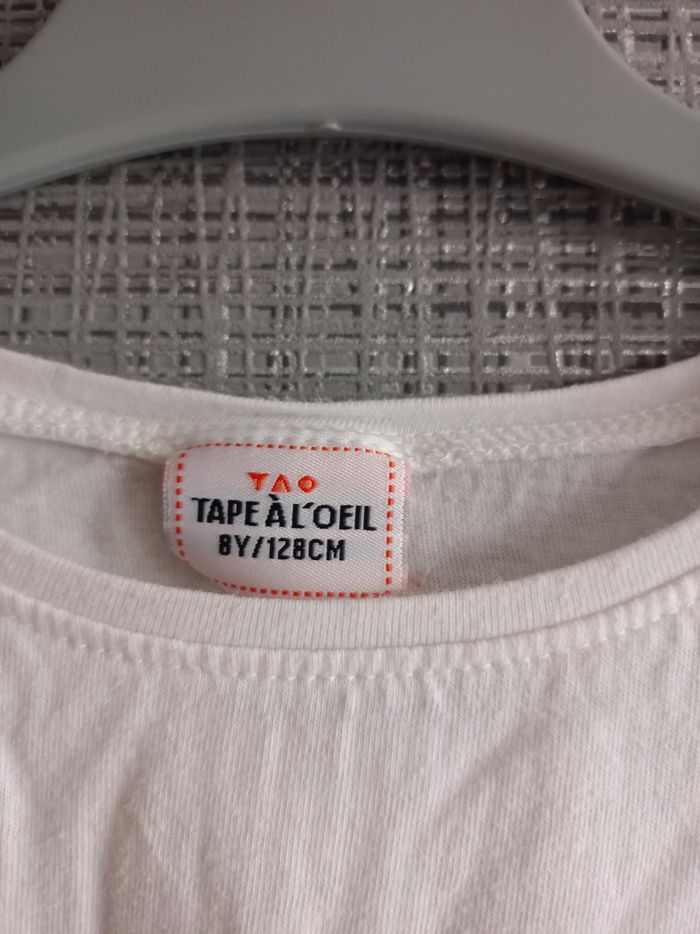 TAO
TAPE À L'OEIL
8Y/128CM